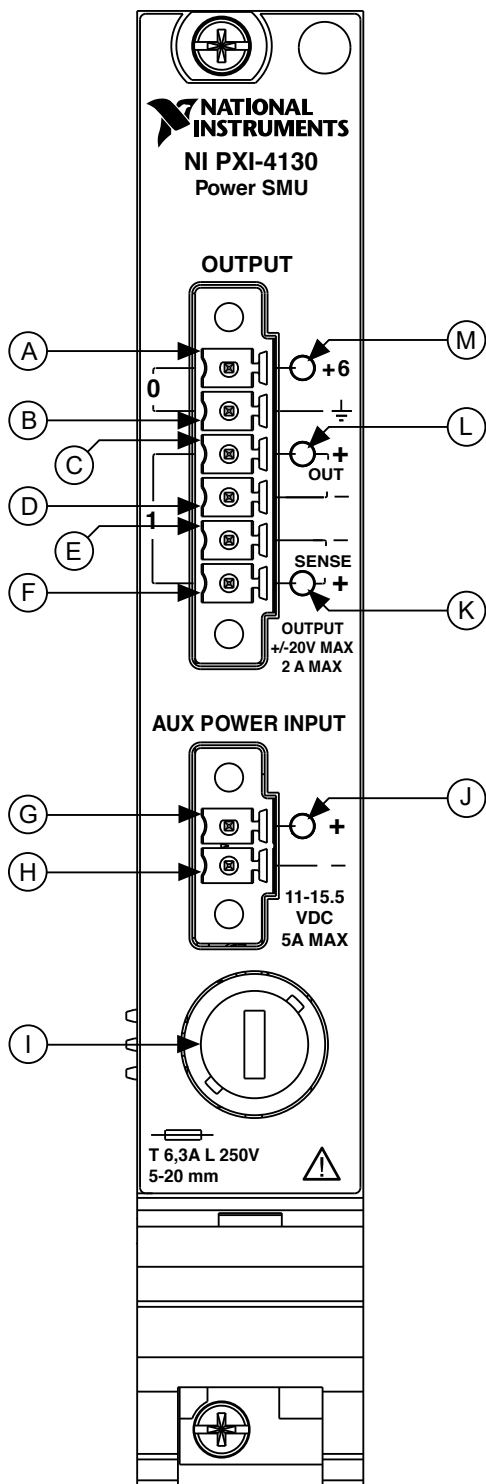 NATIONAL
INSTRUMENTS
NI PXI-4130
Power SMU
OUTPUT
A
M
+6
0
B
L
C
+
OUT
D
1
–
E
–
SENSE
F
+
K
OUTPUT
+/-20V MAX
2 A MAX
AUX POWER INPUT
G
J
+
H
–
11-15.5
VDC
5A MAX
I
T 6,3A L 250V
5-20 mm